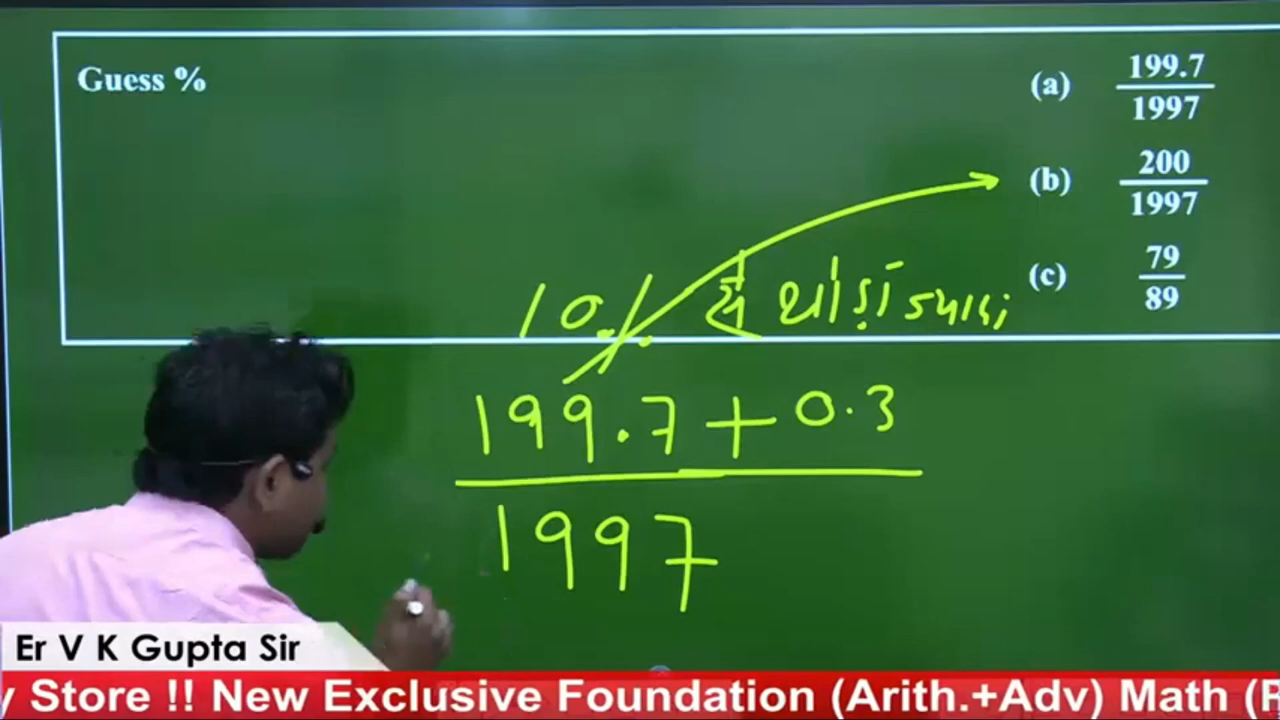 Guess %
(a) 199.7/1997
(b) 200/1997
(c) 79/89
10%
199.7 + 0.3
1997
Er V K Gupta Sir
y Store !! New Exclusive Foundation (Arith.+Adv) Math (